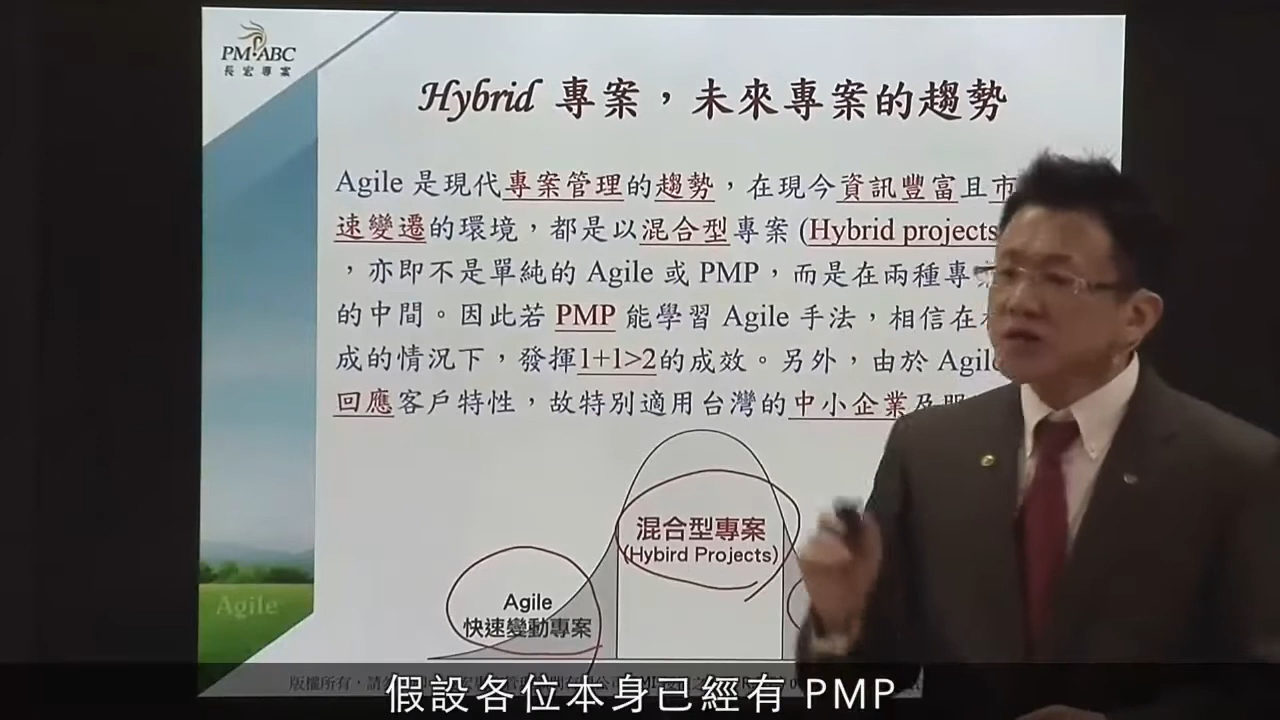 PM ABC
長宏專案
Hybrid 專案，未來專案的趨勢
Agile 是現代專案管理的趨勢，在現今資訊豐富且市
速變遷的環境，都是以混合型專案 (Hybrid projects
，亦即不是單純的 Agile 或 PMP，而是在兩種專案
的中間。因此若 PMP 能學習 Agile 手法，相信在
成的情況下，發揮1+1>2的成效。另外，由於 Agile
回應客戶特性，故特別適用台灣的中小企業及
混合型專案
(Hybird Projects)
Agile
快速變動專案
Agile
版權所有，請勿
假設各位本身已經有 PMP